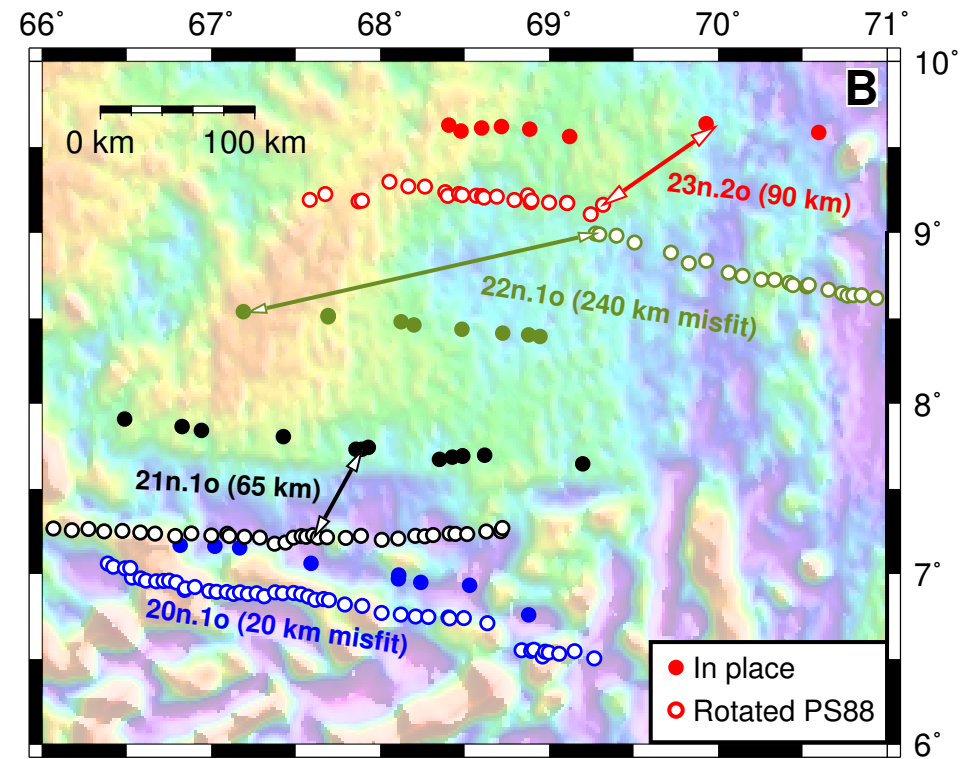 66˚ 67˚ 68˚ 69˚ 70˚ 71˚
10˚
B
0 km 100 km
23n.2o (90 km)
9˚
22n.1o (240 km misfit)
8˚
21n.1o (65 km)
7˚
20n.1o (20 km misfit)
In place
Rotated PS88
6˚